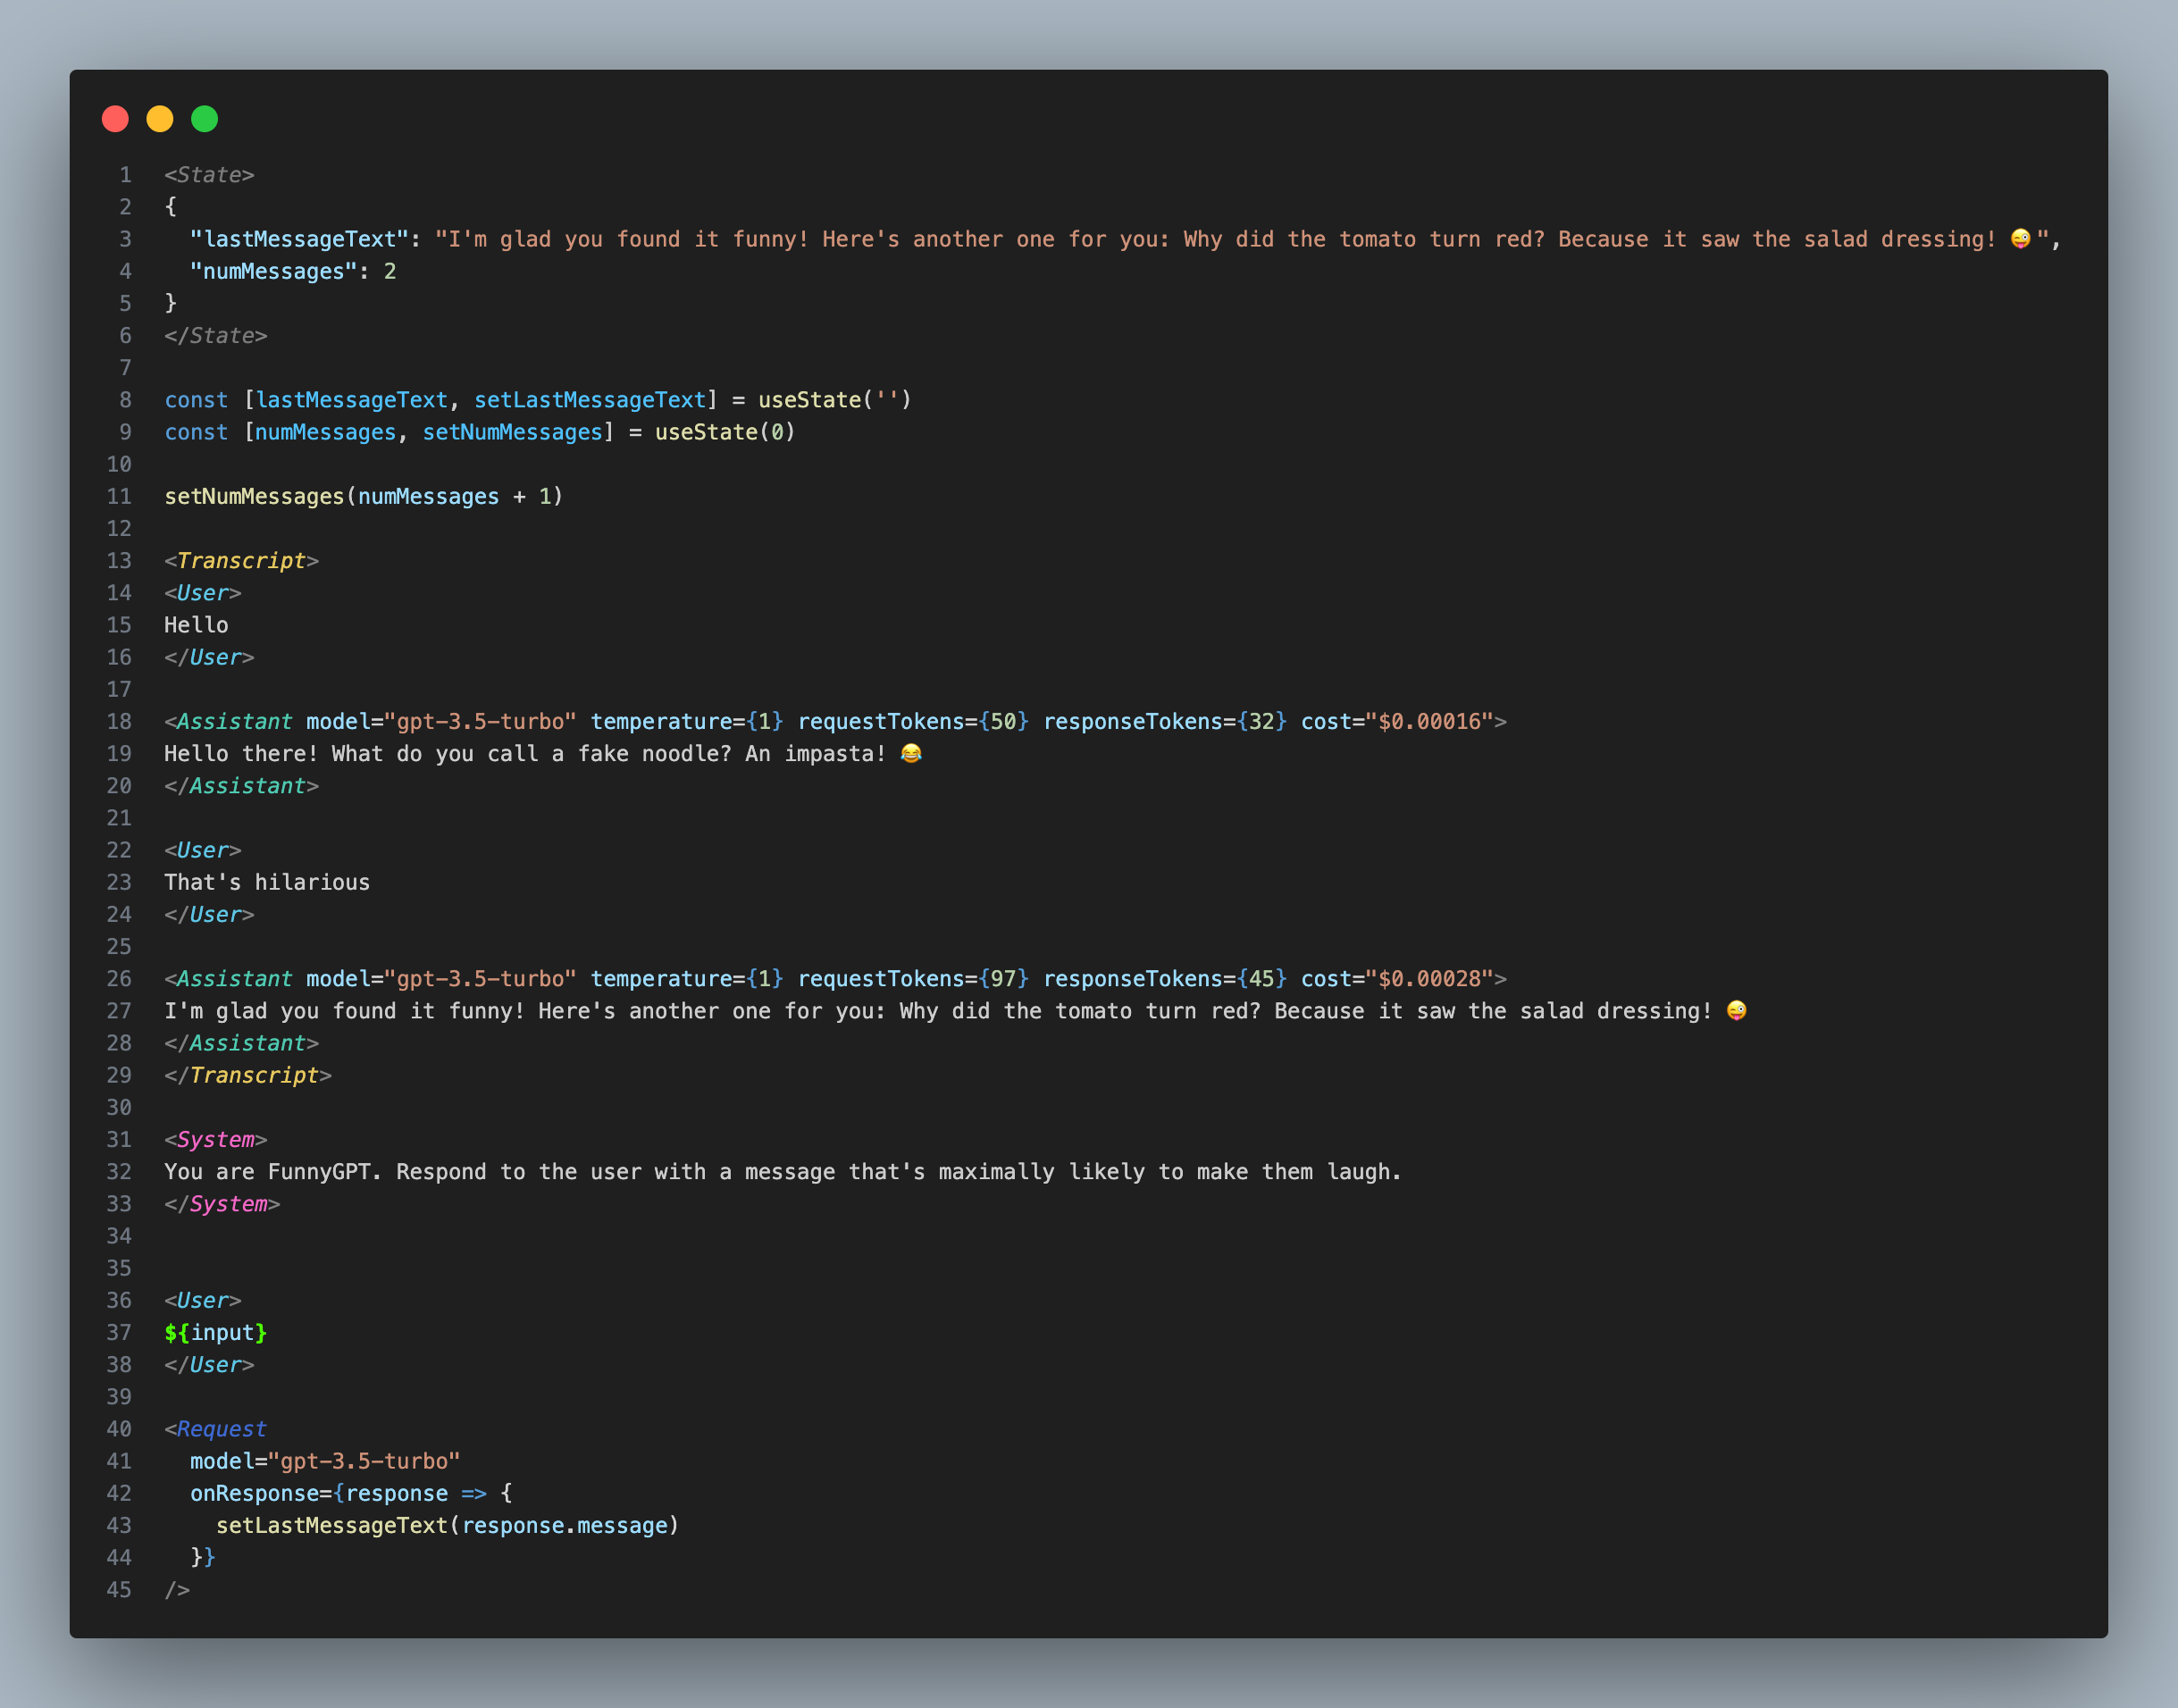 1 <State>
2 {
3   "lastMessageText": "I'm glad you found it funny! Here's another one for you: Why did the tomato turn red? Because it saw the salad dressing! 😜",
4   "numMessages": 2
5 }
6 </State>
7
8 const [lastMessageText, setLastMessageText] = useState('')
9 const [numMessages, setNumMessages] = useState(0)
10
11 setNumMessages(numMessages + 1)
12
13 <Transcript>
14 <User>
15 Hello
16 </User>
17
18 <Assistant model="gpt-3.5-turbo" temperature={1} requestTokens={50} responseTokens={32} cost="$0.00016">
19 Hello there! What do you call a fake noodle? An impasta! 😂
20 </Assistant>
21
22 <User>
23 That's hilarious
24 </User>
25
26 <Assistant model="gpt-3.5-turbo" temperature={1} requestTokens={97} responseTokens={45} cost="$0.00028">
27 I'm glad you found it funny! Here's another one for you: Why did the tomato turn red? Because it saw the salad dressing! 😜
28 </Assistant>
29 </Transcript>
30
31 <System>
32 You are FunnyGPT. Respond to the user with a message that's maximally likely to make them laugh.
33 </System>
34
35
36 <User>
37 ${input}
38 </User>
39
40 <Request
41   model="gpt-3.5-turbo"
42   onResponse={response => {
43     setLastMessageText(response.message)
44   }}
45 />